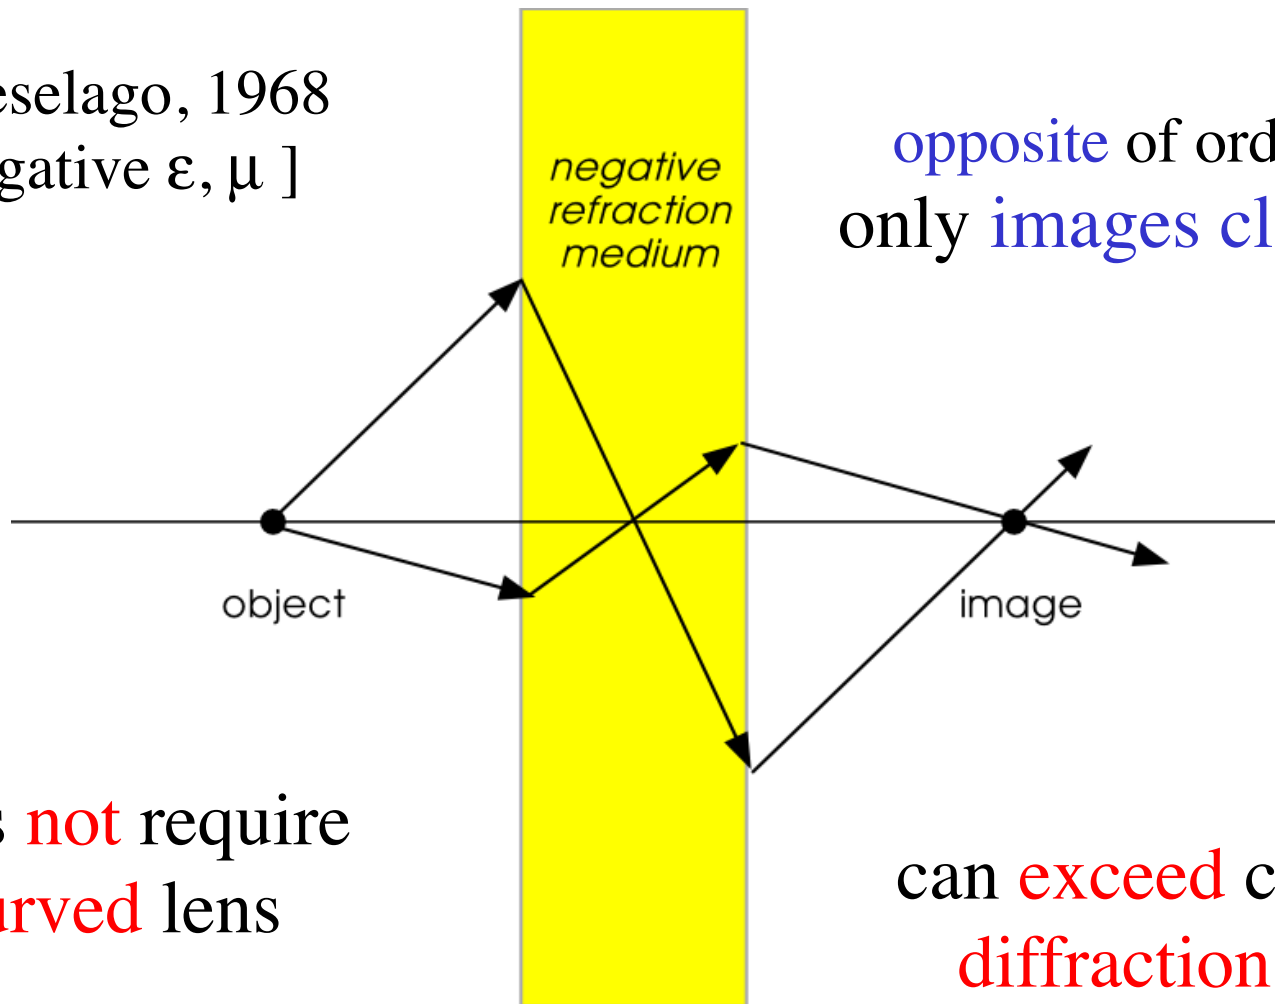 eselago, 1968
gative ε, μ ]
opposite of ord
only images cl
negative
refraction
medium
object
image
s not require
urved lens
can exceed c
diffraction